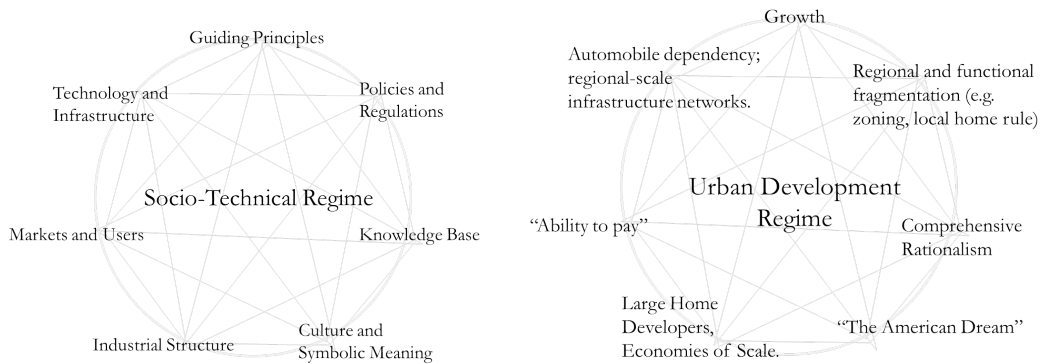 Guiding Principles
Technology and
Infrastructure
Policies and
Regulations
Socio-Technical Regime
Markets and Users
Knowledge Base
Industrial Structure
Culture and
Symbolic Meaning
Growth
Automobile dependency;
regional-scale
infrastructure networks.
Regional and functional
fragmentation (e.g.
zoning, local home rule)
Urban Development
Regime
“Ability to pay”
Comprehensive
Rationalism
Large Home
Developers,
Economies of Scale.
“The American Dream”